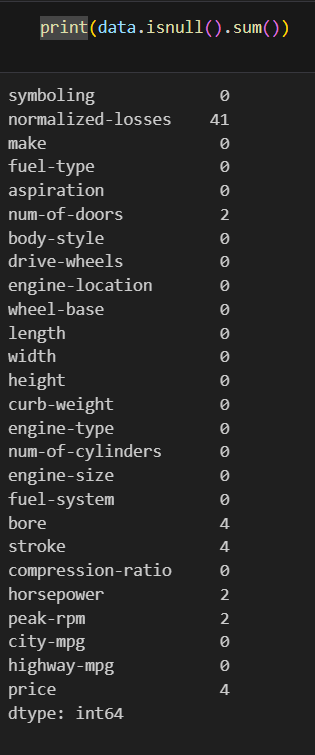 print(data.isnull().sum())
symboling 0
normalized-losses 41
make 0
fuel-type 0
aspiration 0
num-of-doors 2
body-style 0
drive-wheels 0
engine-location 0
wheel-base 0
length 0
width 0
height 0
curb-weight 0
engine-type 0
num-of-cylinders 0
engine-size 0
fuel-system 0
bore 4
stroke 4
compression-ratio 0
horsepower 2
peak-rpm 2
city-mpg 0
highway-mpg 0
price 4
dtype: int64